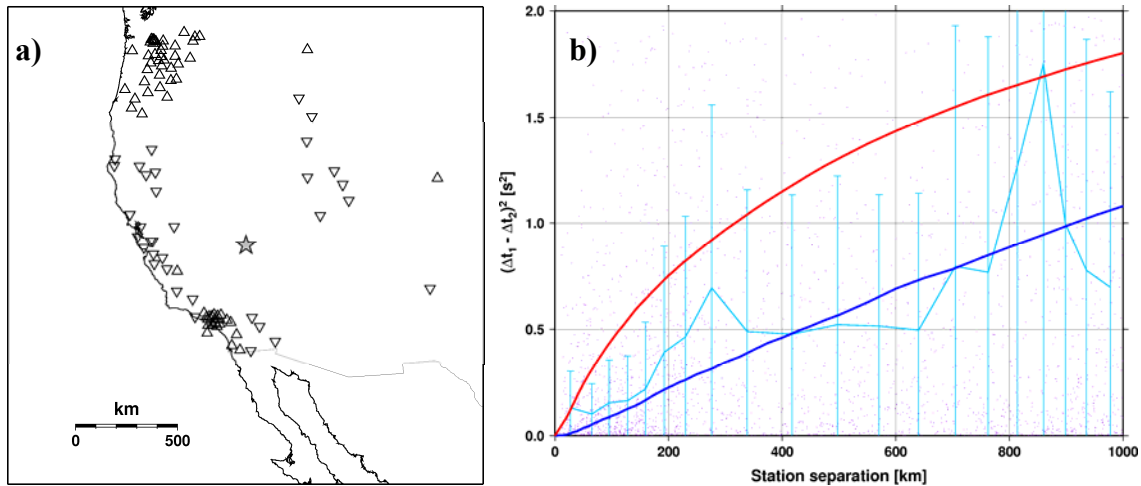 a)
km
0 500
b)
2.0
1.5
1.0
0.5
0.0
(Δt₁ - Δt₂)² [s²]
0 200 400 600 800 1000
Station separation [km]